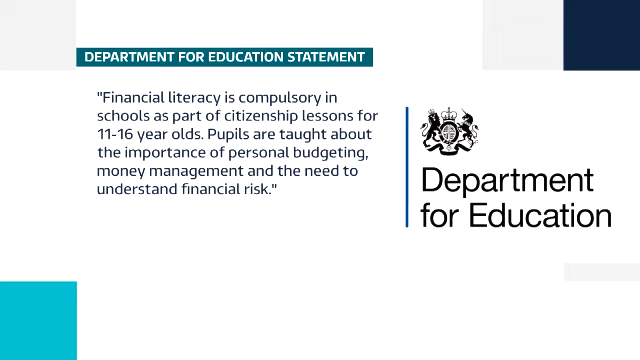 DEPARTMENT FOR EDUCATION STATEMENT
"Financial literacy is compulsory in
schools as part of citizenship lessons for
11-16 year olds. Pupils are taught about
the importance of personal budgeting,
money management and the need to
understand financial risk."
Department
for Education